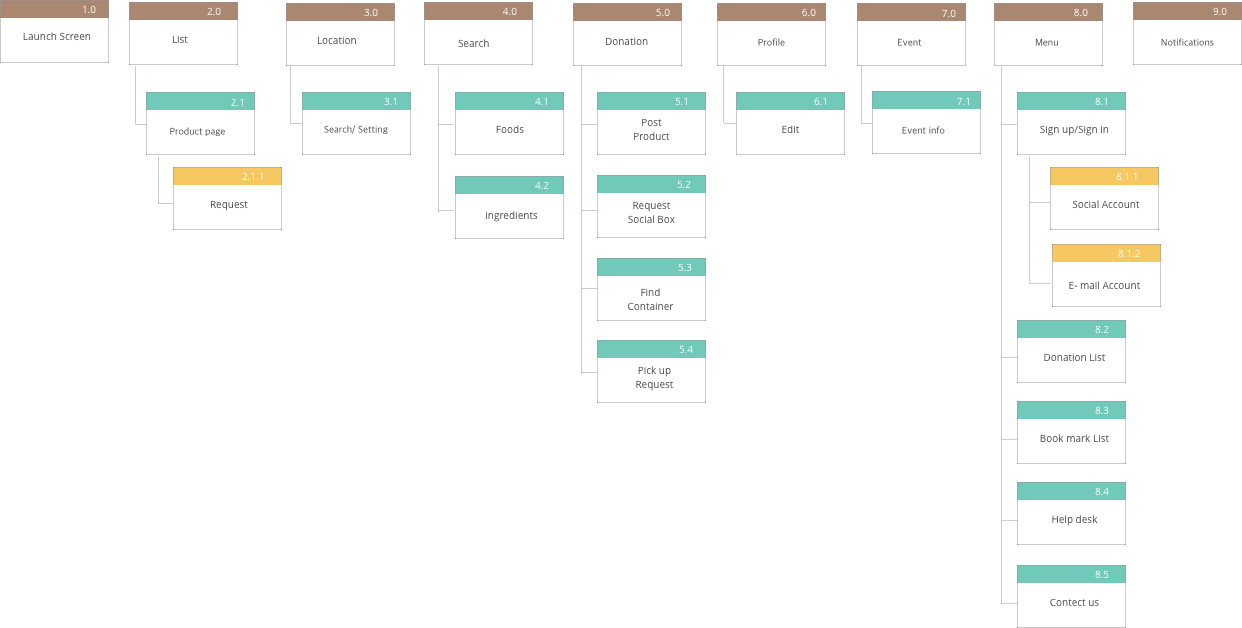 1.0
Launch Screen
2.0
List
2.1
Product page
2.1.1
Request
3.0
Location
3.1
Search/ Setting
4.0
Search
4.1
Foods
4.2
Ingredients
5.0
Donation
5.1
Post
Product
5.2
Request
Social Box
5.3
Find
Container
5.4
Pick up
Request
6.0
Profile
6.1
Edit
7.0
Event
7.1
Event info
8.0
Menu
8.1
Sign up/Sign in
8.1.1
Social Account
8.1.2
E- mail Account
8.2
Donation List
8.3
Book mark List
8.4
Help desk
8.5
Contect us
9.0
Notifications